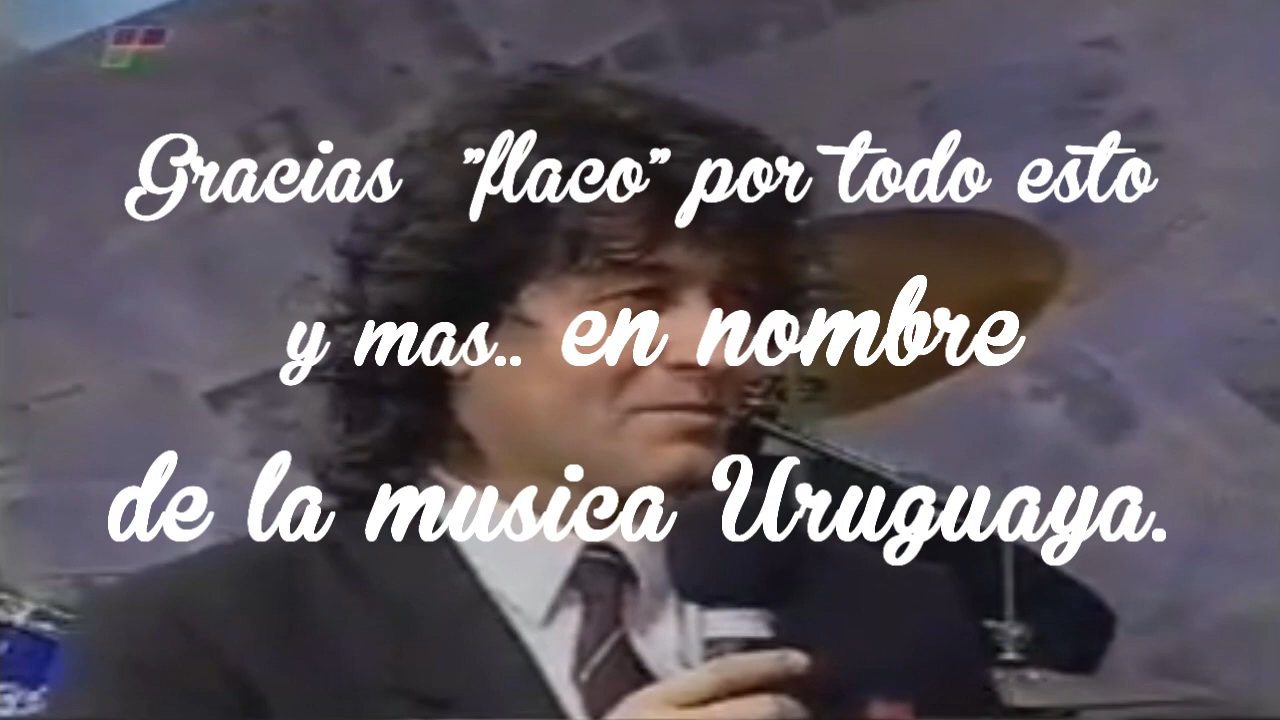 Gracias "flaco" por todo esto
y mas.. en nombre
de la musica Uruguaya.